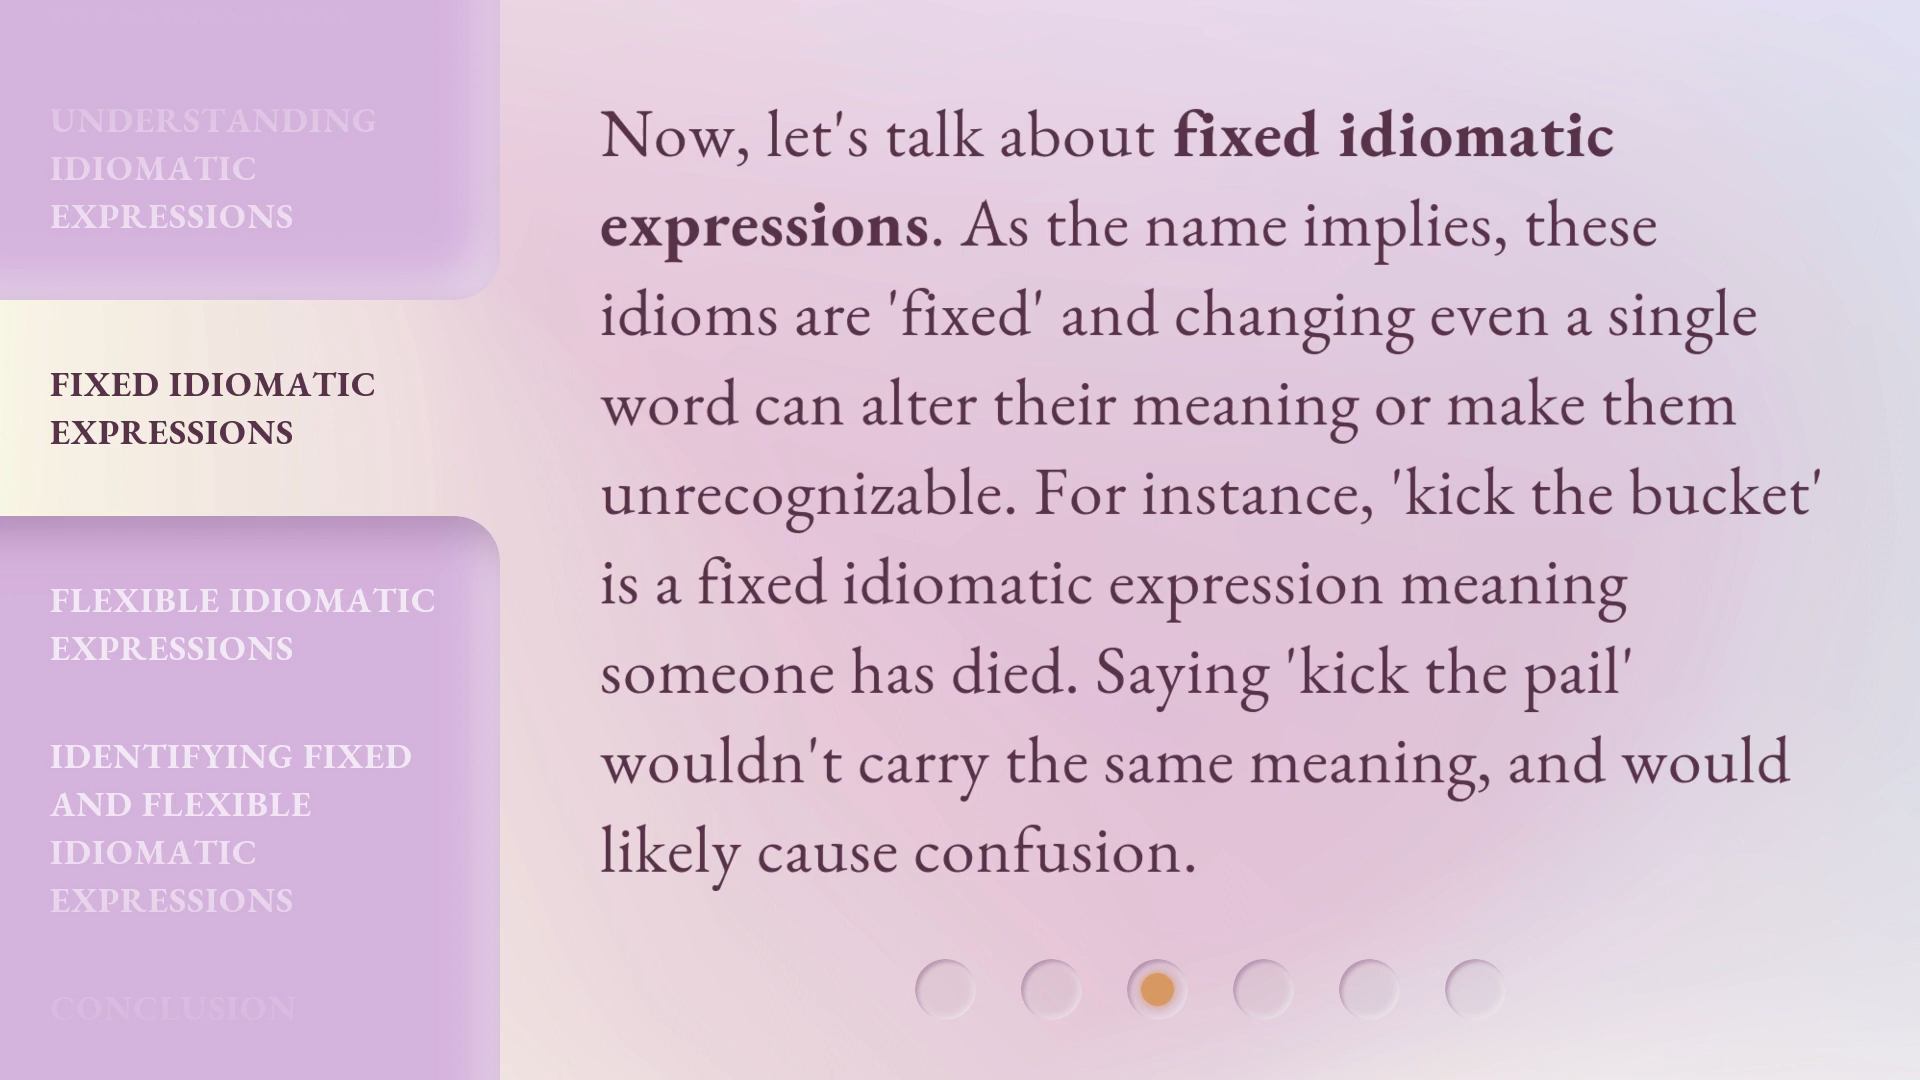 UNDERSTANDING
IDIOMATIC
EXPRESSIONS
FIXED IDIOMATIC
EXPRESSIONS
FLEXIBLE IDIOMATIC
EXPRESSIONS
IDENTIFYING FIXED
AND FLEXIBLE
IDIOMATIC
EXPRESSIONS
CONCLUSION
Now, let's talk about fixed idiomatic
expressions. As the name implies, these
idioms are 'fixed' and changing even a single
word can alter their meaning or make them
unrecognizable. For instance, 'kick the bucket'
is a fixed idiomatic expression meaning
someone has died. Saying 'kick the pail'
wouldn't carry the same meaning, and would
likely cause confusion.